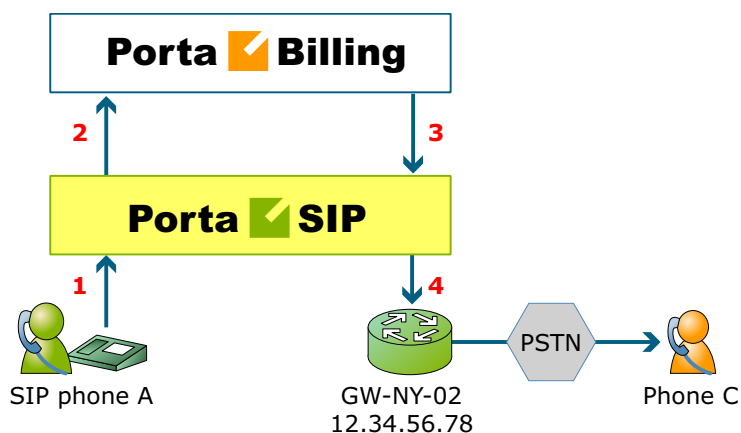 Porta Billing
2
3
Porta SIP
1
4
PSTN
SIP phone A
GW-NY-02
12.34.56.78
Phone C